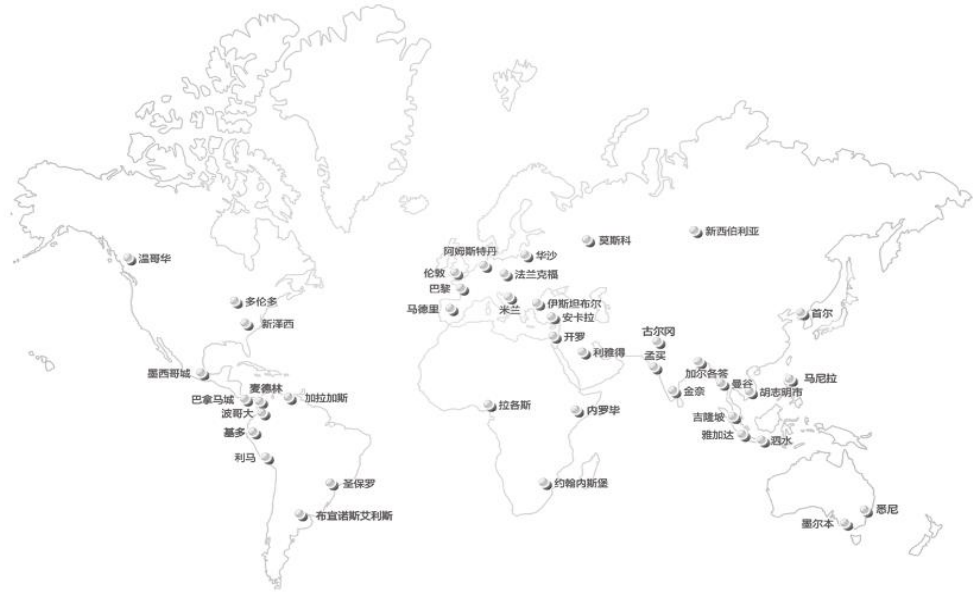 温哥华
多伦多
新泽西
墨西哥城
麦德林
巴拿马城
加拉加斯
波哥大
基多
利马
圣保罗
布宜诺斯艾利斯
阿姆斯特丹
华沙
莫斯科
新西伯利亚
伦敦
法兰克福
巴黎
马德里
米兰
伊斯坦布尔
安卡拉
开罗
利雅得
首尔
古尔冈
孟买
加尔各答
金奈
曼谷
胡志明市
马尼拉
拉各斯
内罗毕
吉隆坡
雅加达
泗水
约翰内斯堡
悉尼
墨尔本